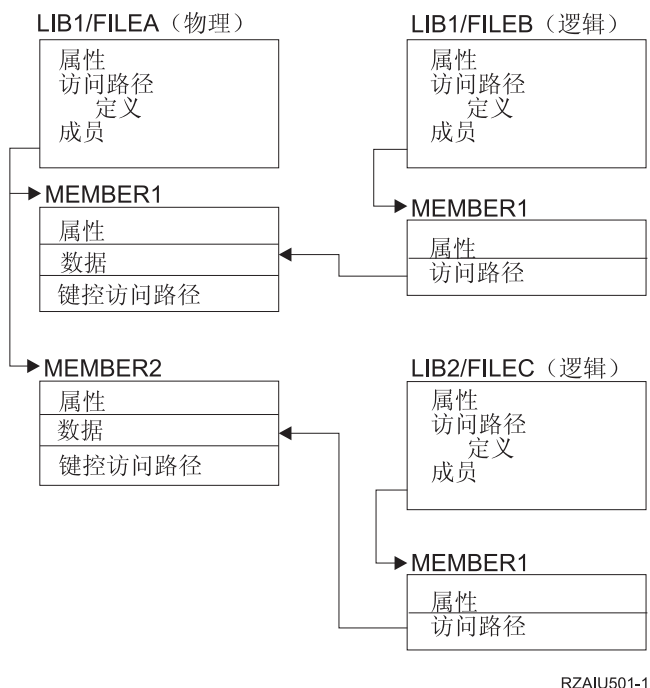 LIB1/FILEA（物理）
属性
访问路径
定义
成员
MEMBER1
属性
数据
键控访问路径
MEMBER2
属性
数据
键控访问路径
LIB1/FILEB（逻辑）
属性
访问路径
定义
成员
MEMBER1
属性
访问路径
LIB2/FILEC（逻辑）
属性
访问路径
定义
成员
MEMBER1
属性
访问路径
RZAIU501-1